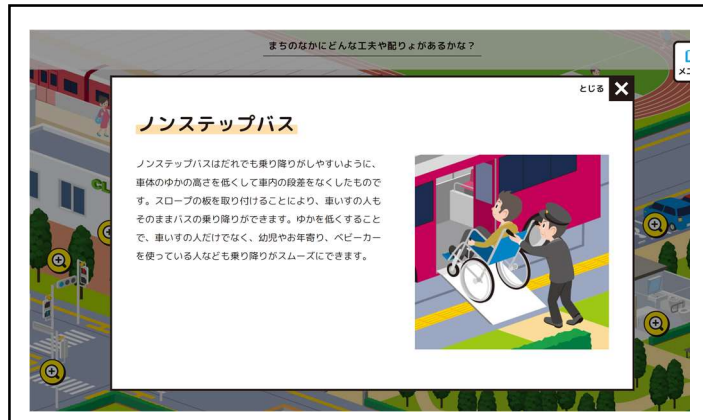 まちのなかにどんな工夫や配りょがあるかな？
とじる
ノンステップバス
ノンステップバスはだれでも乗り降りがしやすいように、
車体のゆかの高さを低くして車内の段差をなくしたもので
す。スロープの板を取り付けることにより、車いすの人も
そのままバスの乗り降りができます。ゆかを低くすること
で、車いすの人だけでなく、幼児やお年寄り、ベビーカー
を使っている人なども乗り降りがスムーズにできます。